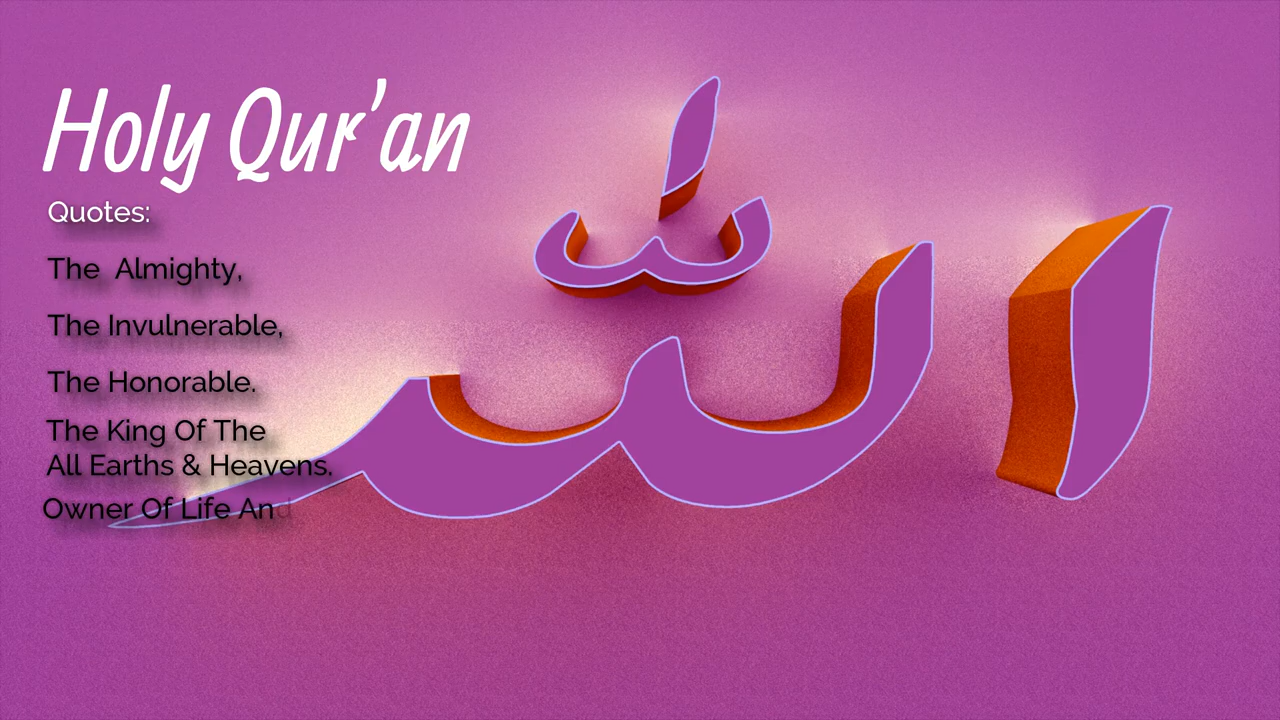 Holy Qur'an
Quotes:
The Almighty,
The Invulnerable,
The Honorable.
The King Of The
All Earths & Heavens.
Owner Of Life And
الله